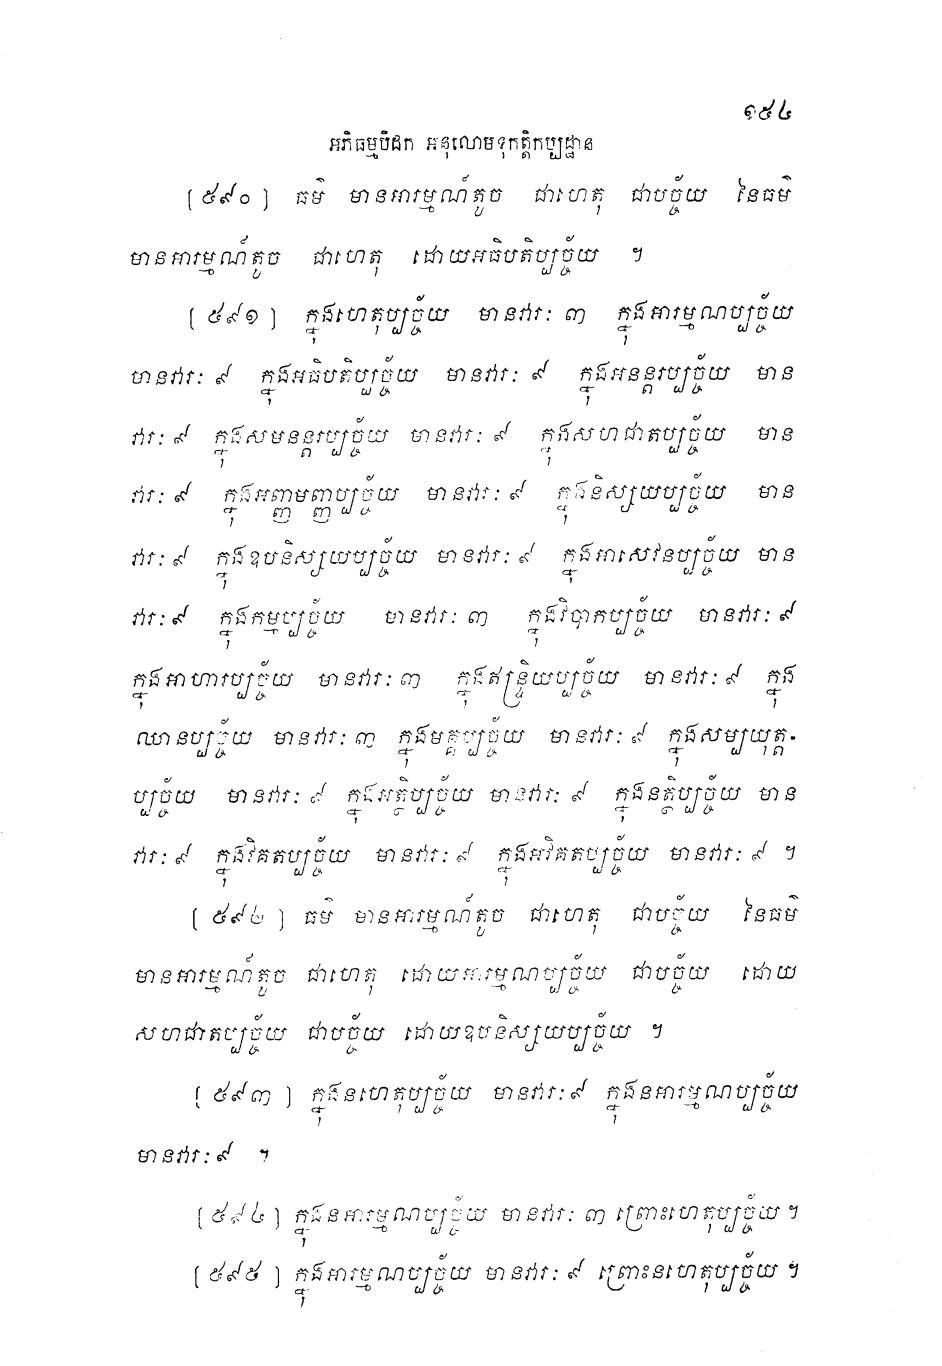 ១៥៤
អភិធម្មបិដក អនុលោមទុកត្តិកប្បដ្ឋាន
[៥៩០] ធម៌ មានអារម្មណ៍តូច ជាហេតុ ជាបច្ច័យ នៃធម៌
មានអារម្មណ៍តូច ជាហេតុ ដោយអធិបតិប្បច្ច័យ ។
[៥៩១] ក្នុងហេតុប្បច្ច័យ មានវារៈ ៣ ក្នុងអារម្មណប្បច្ច័យ
មានវារៈ ៩ ក្នុងអធិបតិប្បច្ច័យ មានវារៈ ៩ ក្នុងអនន្តរប្បច្ច័យ មាន
វារៈ ៩ ក្នុងសមនន្តរប្បច្ច័យ មានវារៈ ៩ ក្នុងសហជាតប្បច្ច័យ មាន
វារៈ ៩ ក្នុងអញ្ញមញ្ញប្បច្ច័យ មានវារៈ ៩ ក្នុងនិស្សយប្បច្ច័យ មាន
វារៈ ៩ ក្នុងឧបនិស្សយប្បច្ច័យ មានវារៈ ៩ ក្នុងអាសេវនប្បច្ច័យ មាន
វារៈ ៩ ក្នុងកម្មប្បច្ច័យ មានវារៈ ៣ ក្នុងវិបាកប្បច្ច័យ មានវារៈ ៩
ក្នុងអាហារប្បច្ច័យ មានវារៈ ៣ ក្នុងឥន្ទ្រិយប្បច្ច័យ មានវារៈ ៩ ក្នុង
ឈានប្បច្ច័យ មានវារៈ ៣ ក្នុងមគ្គប្បច្ច័យ មានវារៈ ៩ ក្នុងសម្បយុត្ត-
ប្បច្ច័យ មានវារៈ ៩ ក្នុងអត្ថិប្បច្ច័យ មានវារៈ ៩ ក្នុងនត្ថិប្បច្ច័យ មាន
វារៈ ៩ ក្នុងវិគតប្បច្ច័យ មានវារៈ ៩ ក្នុងអវិគតប្បច្ច័យ មានវារៈ ៩ ។
[៥៩២] ធម៌ មានអារម្មណ៍តូច ជាហេតុ ជាបច្ច័យ នៃធម៌
មានអារម្មណ៍តូច ជាហេតុ ដោយអារម្មណប្បច្ច័យ ជាបច្ច័យ ដោយ
សហជាតប្បច្ច័យ ជាបច្ច័យ ដោយឧបនិស្សយប្បច្ច័យ ។
[៥៩៣] ក្នុងនហេតុប្បច្ច័យ មានវារៈ ៩ ក្នុងនអារម្មណប្បច្ច័យ
មានវារៈ ៩ ។
[៥៩៤] ក្នុងនអារម្មណប្បច្ច័យ មានវារៈ ៣ ព្រោះហេតុប្បច្ច័យ ។
[៥៩៥] ក្នុងអារម្មណប្បច្ច័យ មានវារៈ ៩ ព្រោះនហេតុប្បច្ច័យ ។